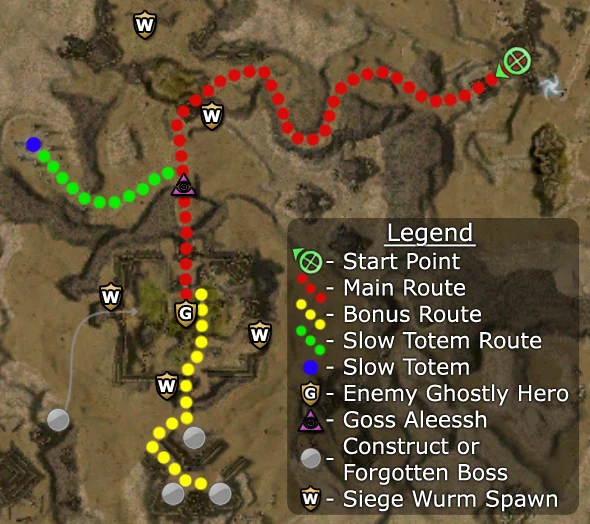 W
W
W
G
W
W
Legend
- Start Point
- Main Route
- Bonus Route
- Slow Totem Route
- Slow Totem
G - Enemy Ghostly Hero
- Goss Aleessh
- Construct or
Forgotten Boss
W - Siege Wurm Spawn